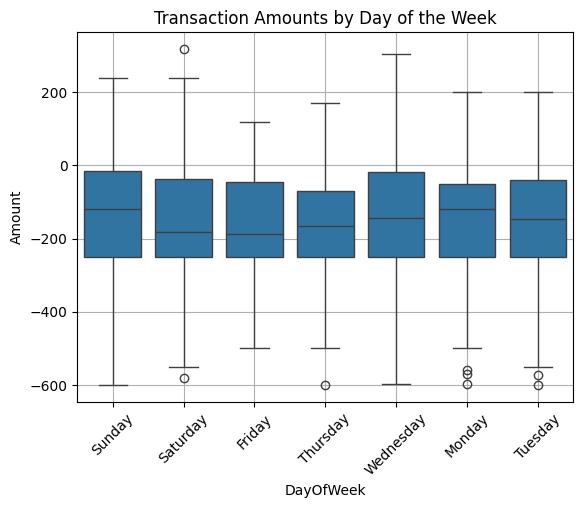 Transaction Amounts by Day of the Week
Amount
200
0
−200
−400
−600
Sunday
Saturday
Friday
Thursday
Wednesday
Monday
Tuesday
DayOfWeek